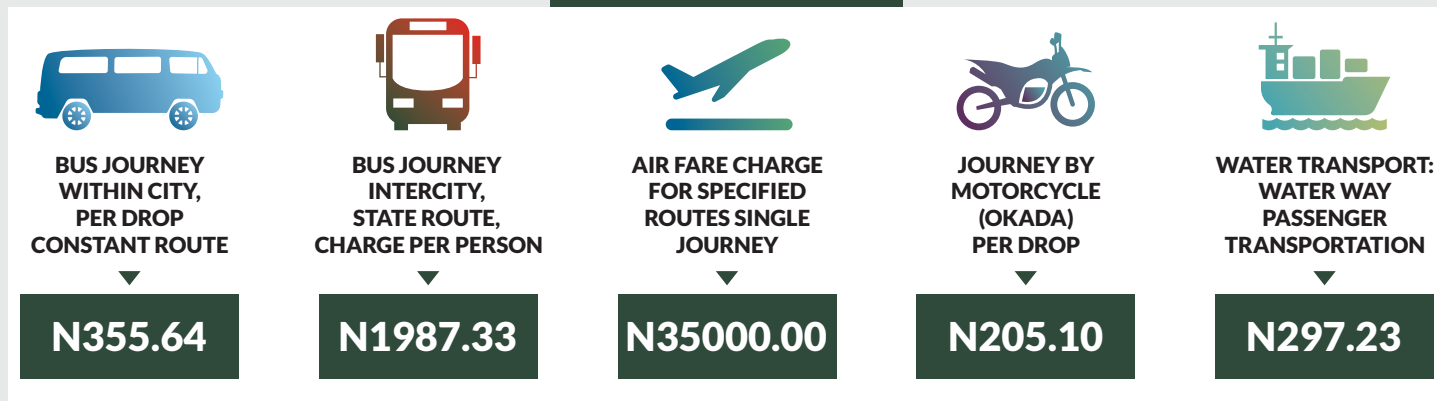 BUS JOURNEY
WITHIN CITY,
PER DROP
CONSTANT ROUTE
N355.64
BUS JOURNEY
INTERCITY,
STATE ROUTE,
CHARGE PER PERSON
N1987.33
AIR FARE CHARGE
FOR SPECIFIED
ROUTES SINGLE
JOURNEY
N35000.00
JOURNEY BY
MOTORCYCLE
(OKADA)
PER DROP
N205.10
WATER TRANSPORT:
WATER WAY
PASSENGER
TRANSPORTATION
N297.23